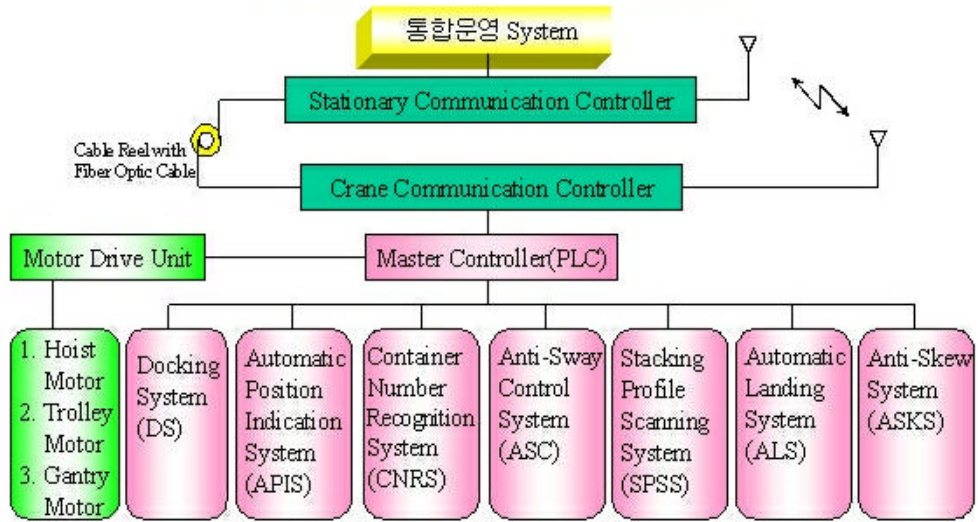 통합운영 System
Stationary Communication Controller
Cable Reel with
Fiber Optic Cable
Crane Communication Controller
Motor Drive Unit
Master Controller(PLC)
1. Hoist
Motor
2. Trolley
Motor
3. Gantry
Motor
Docking
System
(DS)
Automatic
Position
Indication
System
(APIS)
Container
Number
Recognition
System
(CNRS)
Anti-Sway
Control
System
(ASC)
Stacking
Profile
Scanning
System
(SPSS)
Automatic
Landing
System
(ALS)
Anti-Skew
System
(ASKS)